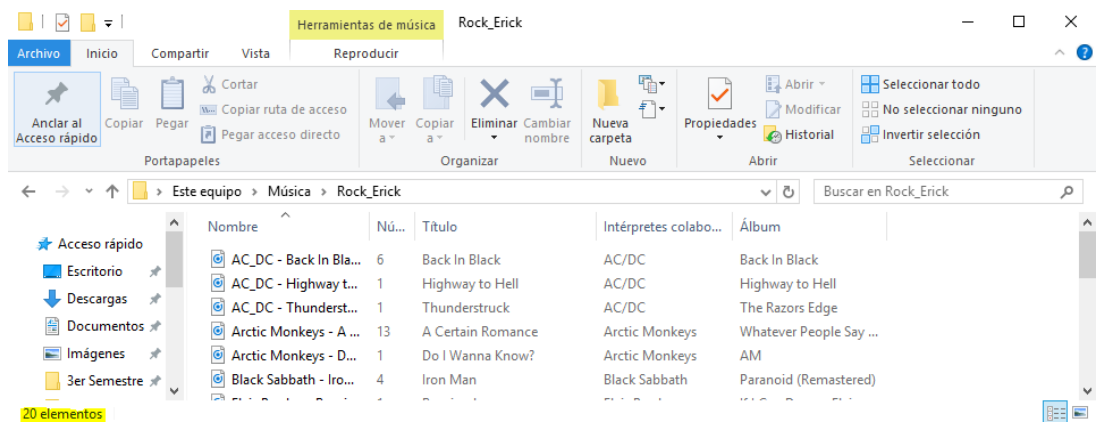 Herramientas de música Rock_Erick
Archivo Inicio Compartir Vista Reproducir
Anclar al Acceso rápido
Copiar
Pegar
Cortar
Copiar ruta de acceso
Pegar acceso directo
Mover a
Copiar a
Eliminar
Cambiar nombre
Nueva carpeta
Propiedades
Abrir
Modificar
Historial
Seleccionar todo
No seleccionar ninguno
Invertir selección
Portapapeles Organizar Nuevo Abrir Seleccionar
Este equipo > Música > Rock_Erick Buscar en Rock_Erick
Acceso rápido
Escritorio
Descargas
Documentos
Imágenes
3er Semestre
Nombre Nú... Título Intérpretes colabo... Álbum
AC_DC - Back In Bla... 6 Back In Black AC/DC Back In Black
AC_DC - Highway t... 1 Highway to Hell AC/DC Highway to Hell
AC_DC - Thunderst... 1 Thunderstruck AC/DC The Razors Edge
Arctic Monkeys - A ... 13 A Certain Romance Arctic Monkeys Whatever People Say ...
Arctic Monkeys - D... 1 Do I Wanna Know? Arctic Monkeys AM
Black Sabbath - Iro... 4 Iron Man Black Sabbath Paranoid (Remastered)
20 elementos